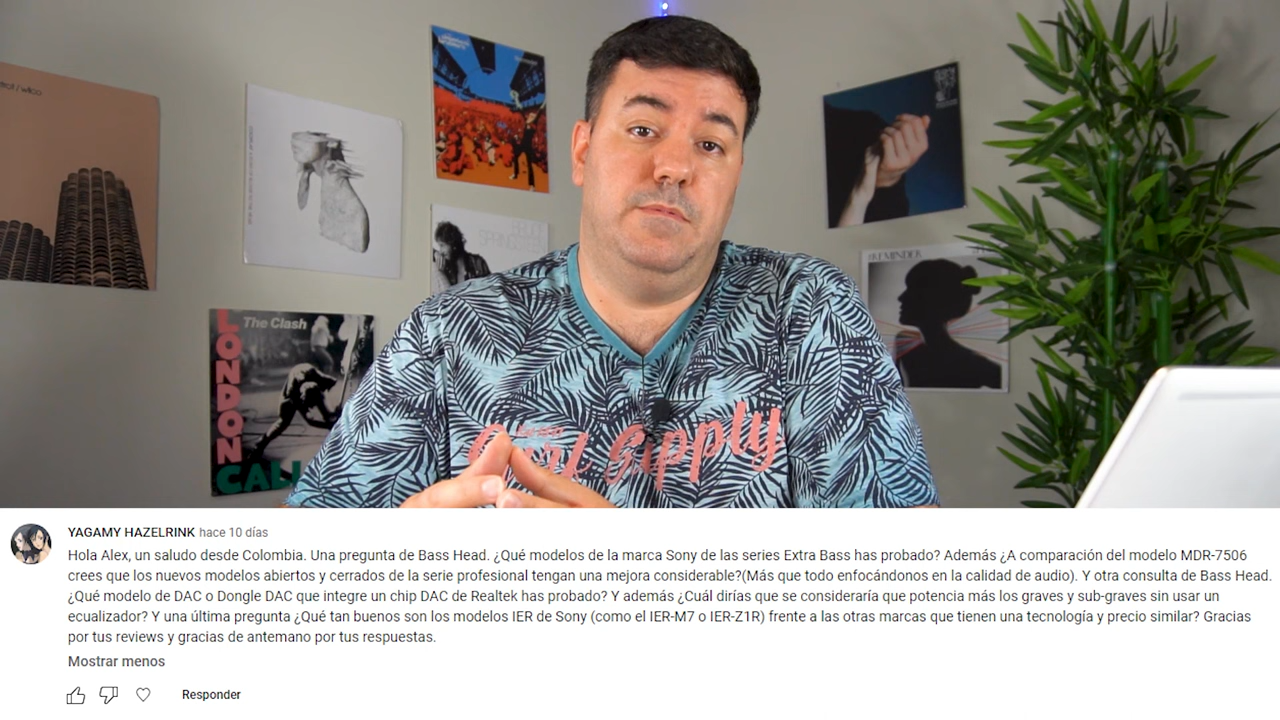 The Clash
LONDON
CALL
BRUCE
SPRINGSTEEN
REMINDER
Supply
YAGAMY HAZELRINK hace 10 días
Hola Alex, un saludo desde Colombia. Una pregunta de Bass Head. ¿Qué modelos de la marca Sony de las series Extra Bass has probado? Además ¿A comparación del modelo MDR-7506
crees que los nuevos modelos abiertos y cerrados de la serie profesional tengan una mejora considerable?(Más que todo enfocándonos en la calidad de audio). Y otra consulta de Bass Head.
¿Qué modelo de DAC o Dongle DAC que integre un chip DAC de Realtek has probado? Y además ¿Cuál dirías que se consideraría que potencia más los graves y sub-graves sin usar un
ecualizador? Y una última pregunta ¿Qué tan buenos son los modelos IER de Sony (como el IER-M7 o IER-Z1R) frente a las otras marcas que tienen una tecnología y precio similar? Gracias
por tus reviews y gracias de antemano por tus respuestas.
Mostrar menos
Responder